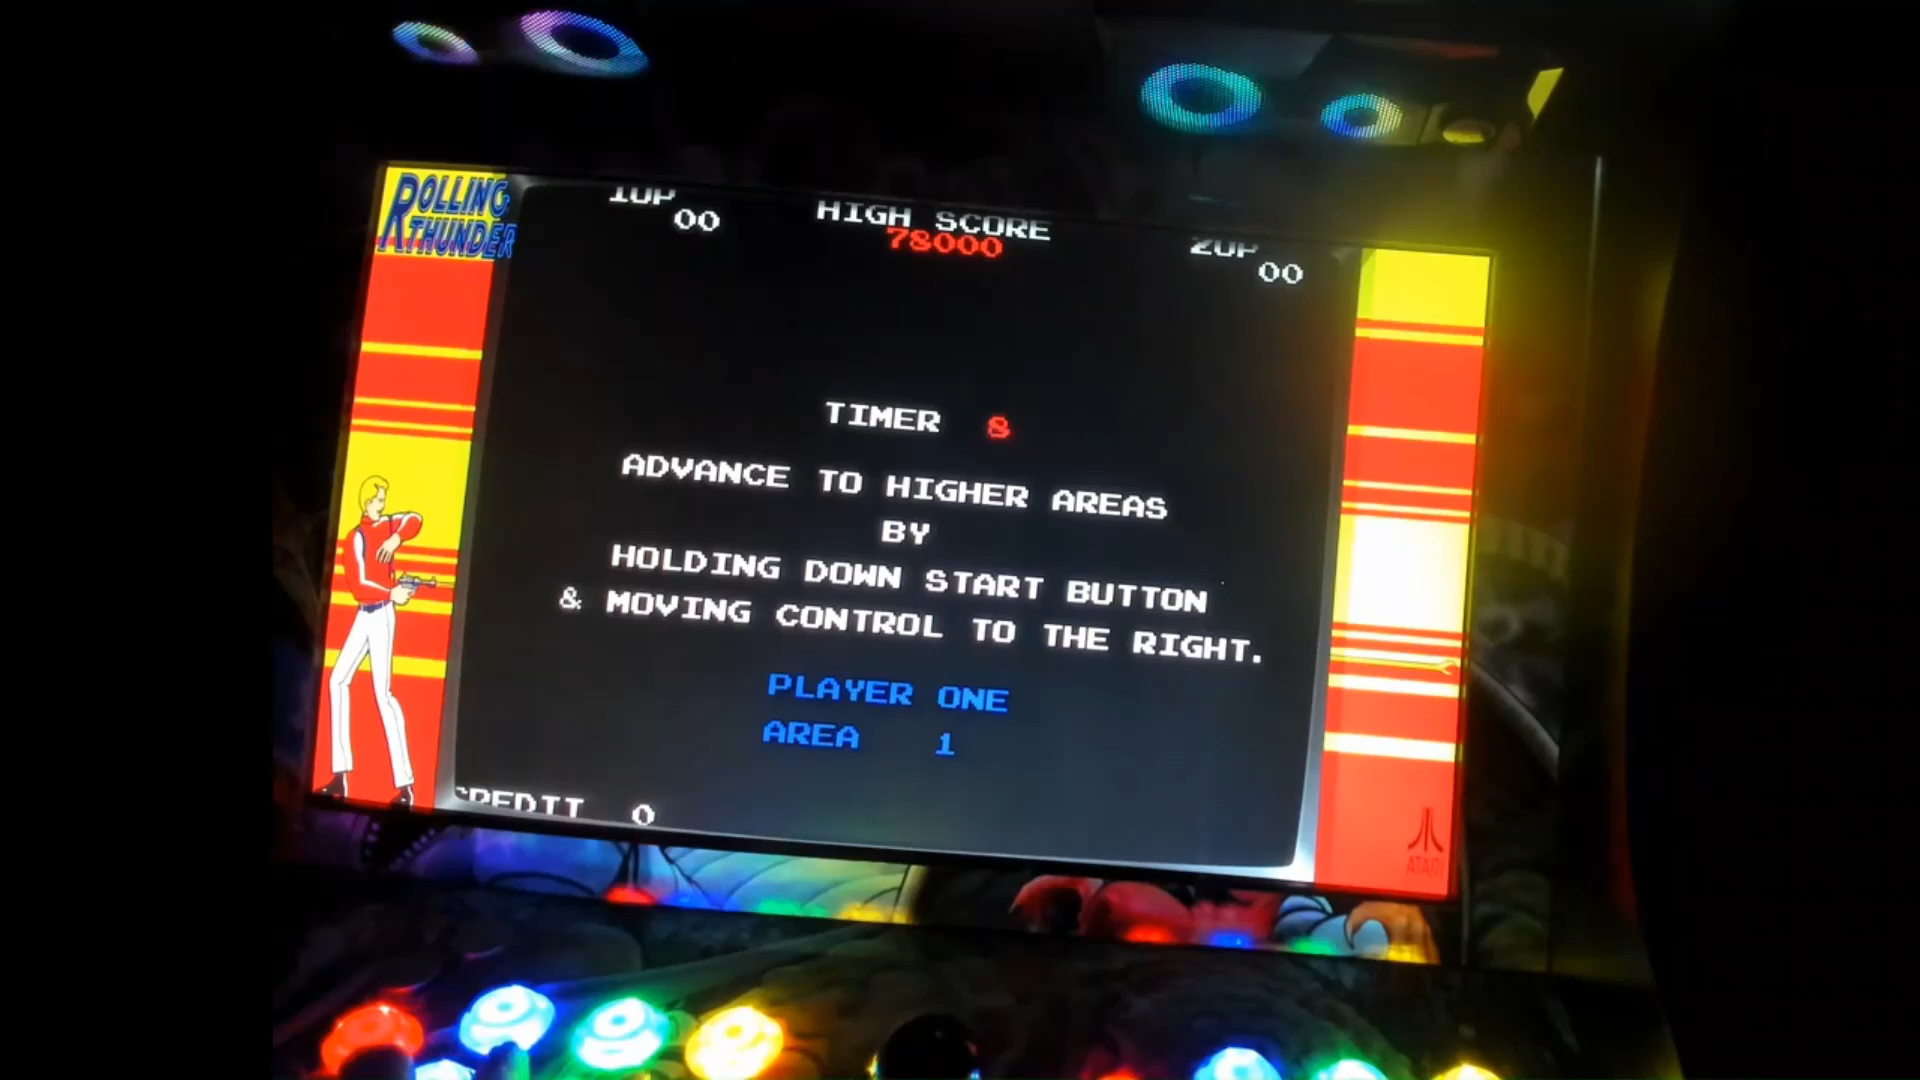 ROLLING
THUNDER
1UP
HIGH SCORE
2UP
00
78000
00
TIMER 8
ADVANCE TO HIGHER AREAS
BY
HOLDING DOWN START BUTTON
& MOVING CONTROL TO THE RIGHT.
PLAYER ONE
AREA 1
CREDIT 0
ATARI